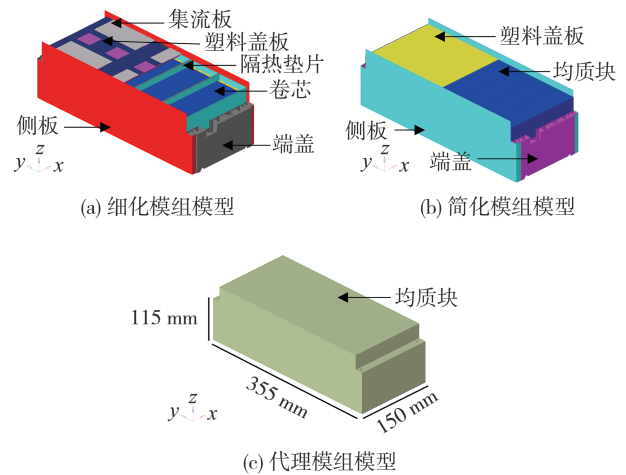 集流板
塑料盖板
隔热垫片
卷芯
侧板
端盖
z
y
x
(a) 细化模组模型
塑料盖板
均质块
侧板
端盖
z
y
x
(b) 简化模组模型
均质块
115 mm
355 mm
150 mm
z
y
x
(c) 代理模组模型